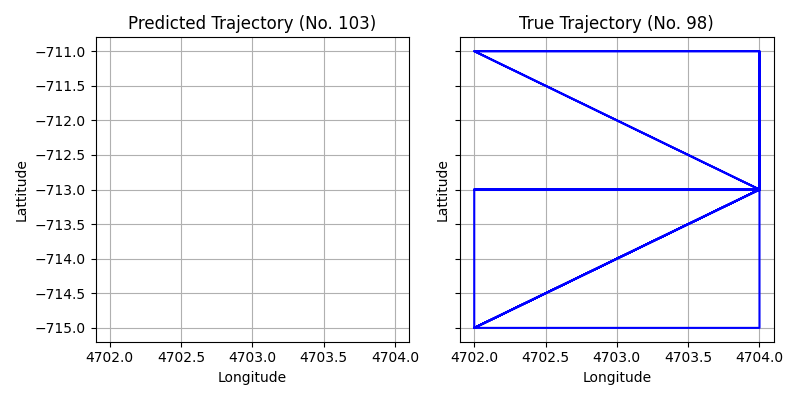 Predicted Trajectory (No. 103)
True Trajectory (No. 98)
−711.0
−711.5
−712.0
−712.5
−713.0
−713.5
−714.0
−714.5
−715.0
Lattitude
Lattitude
4702.0 4702.5 4703.0 4703.5 4704.0
4702.0 4702.5 4703.0 4703.5 4704.0
Longitude
Longitude